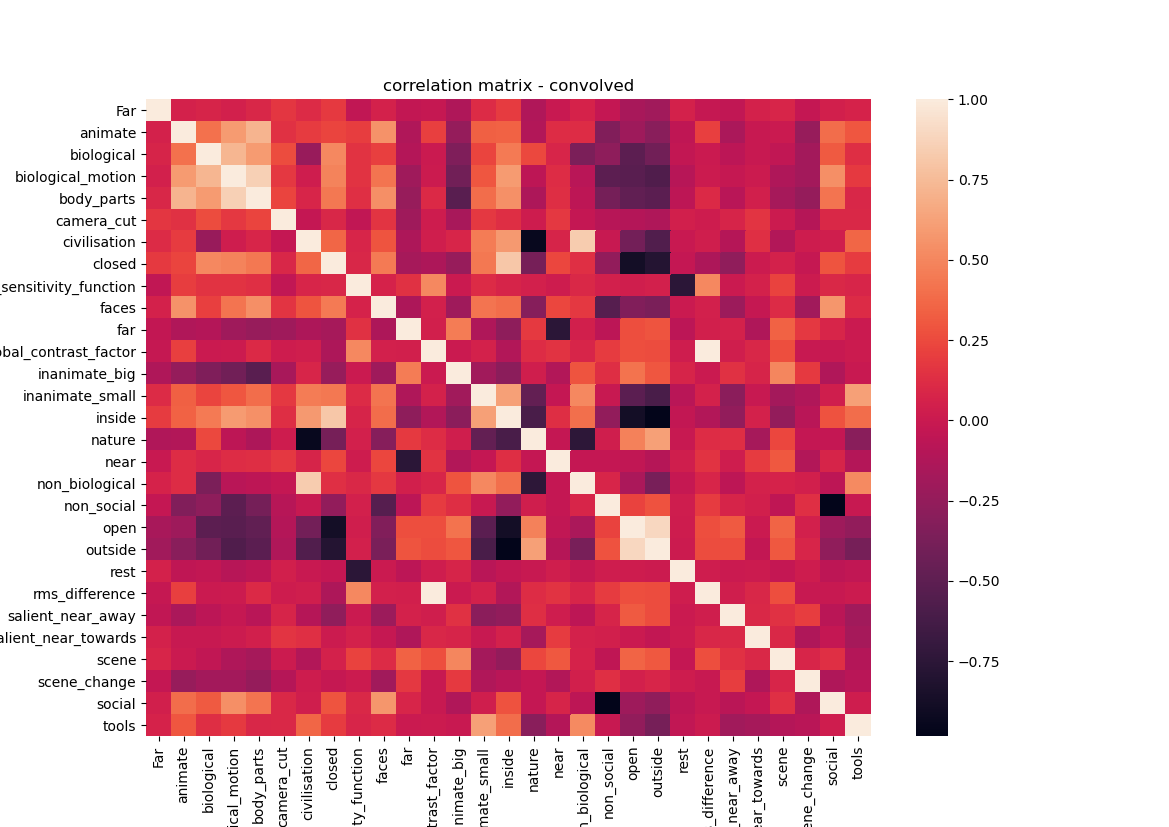 correlation matrix - convolved
Far
animate
biological
biological_motion
body_parts
camera_cut
civilisation
closed
_sensitivity_function
faces
far
obal_contrast_factor
inanimate_big
inanimate_small
inside
nature
near
non_biological
non_social
open
outside
rest
rms_difference
salient_near_away
alient_near_towards
scene
scene_change
social
tools
Far
animate
biological
ical_motion
body_parts
camera_cut
civilisation
closed
ty_function
faces
far
trast_factor
nanimate_big
mate_small
inside
nature
near
n_biological
non_social
open
outside
rest
_difference
_near_away
ear_towards
scene
ene_change
social
tools
1.00
0.75
0.50
0.25
0.00
−0.25
−0.50
−0.75